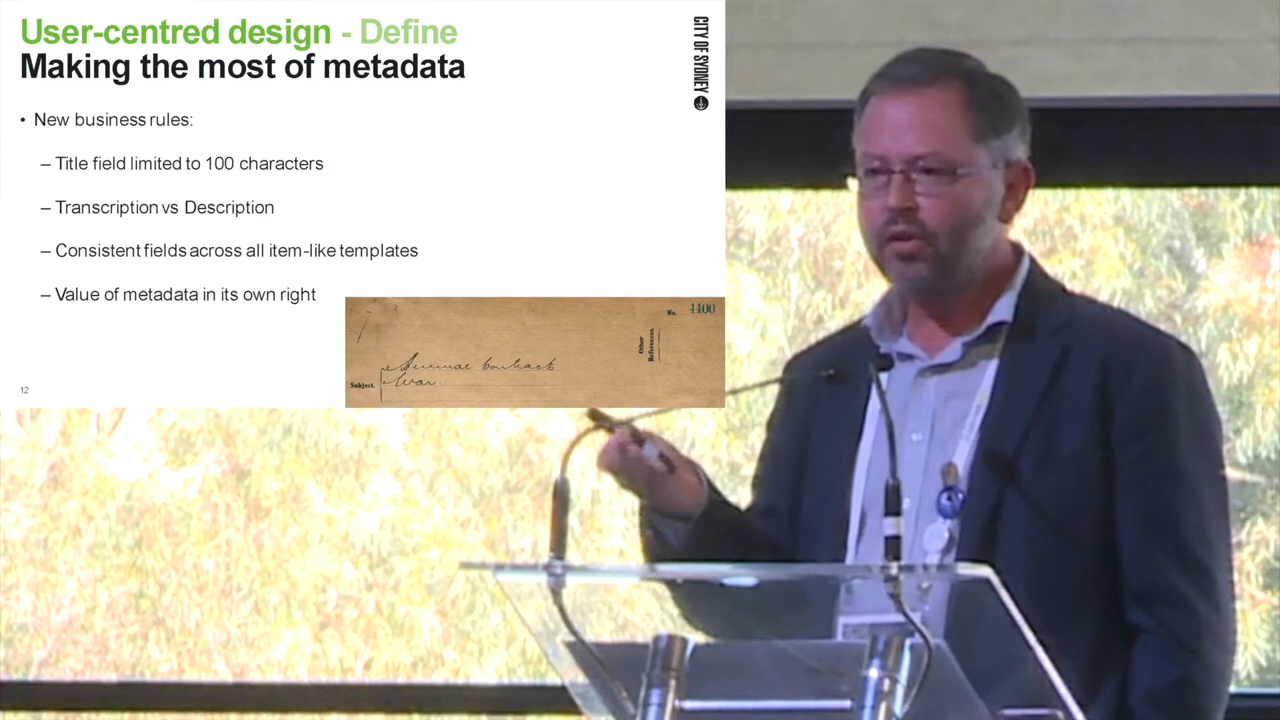 User-centred design - Define
Making the most of metadata
CITY OF SYDNEY
• New business rules:
– Title field limited to 100 characters
– Transcription vs Description
– Consistent fields across all item-like templates
– Value of metadata in its own right
No. 4400
Other References.
Subject.
Contract
12